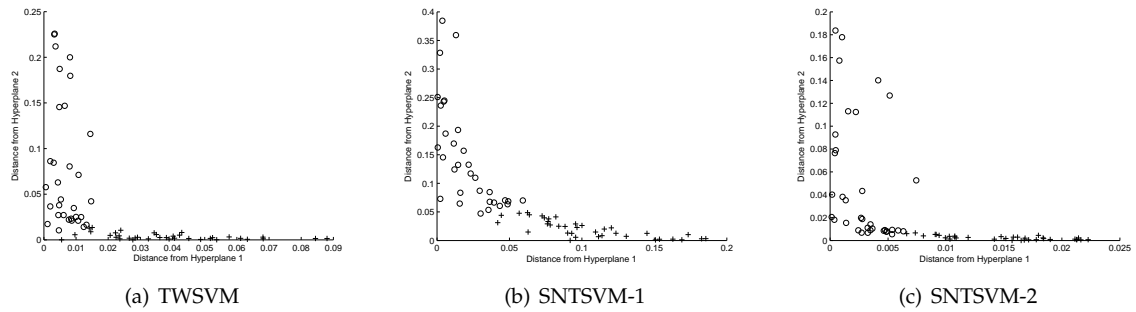 0.25
0.2
0.15
0.1
0.05
0
Distance from Hyperplane 2
0 0.01 0.02 0.03 0.04 0.05 0.06 0.07 0.08 0.09
Distance from Hyperplane 1
(a) TWSVM
0.4
0.35
0.3
0.25
0.2
0.15
0.1
0.05
0
Distance from Hyperplane 2
0 0.05 0.1 0.15 0.2
Distance from Hyperplane 1
(b) SNTSVM-1
0.2
0.18
0.16
0.14
0.12
0.1
0.08
0.06
0.04
0.02
0
Distance from Hyperplane 2
0 0.005 0.01 0.015 0.02 0.025
Distance from Hyperplane 1
(c) SNTSVM-2